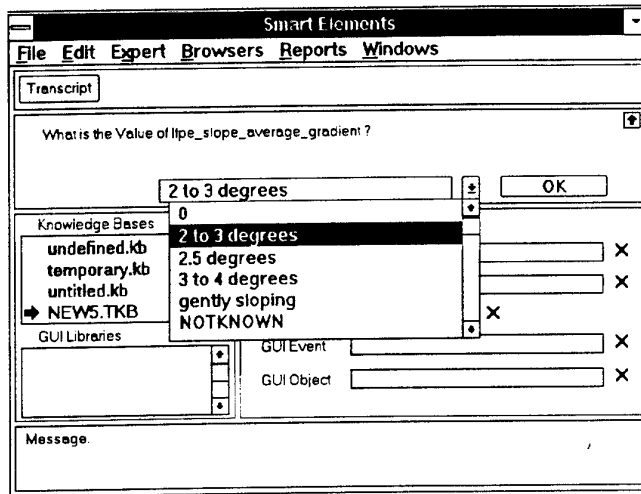 Smart Elements
File Edit Expert Browsers Reports Windows
Transcript
What is the Value of ltpe_slope_average_gradient ?
2 to 3 degrees
OK
0
2 to 3 degrees
2.5 degrees
3 to 4 degrees
gently sloping
NOTKNOWN
Knowledge Bases
undefined.kb
temporary.kb
untitled.kb
NEW5.TKB
GUI Libraries
GUI Event
GUI Object
Message.